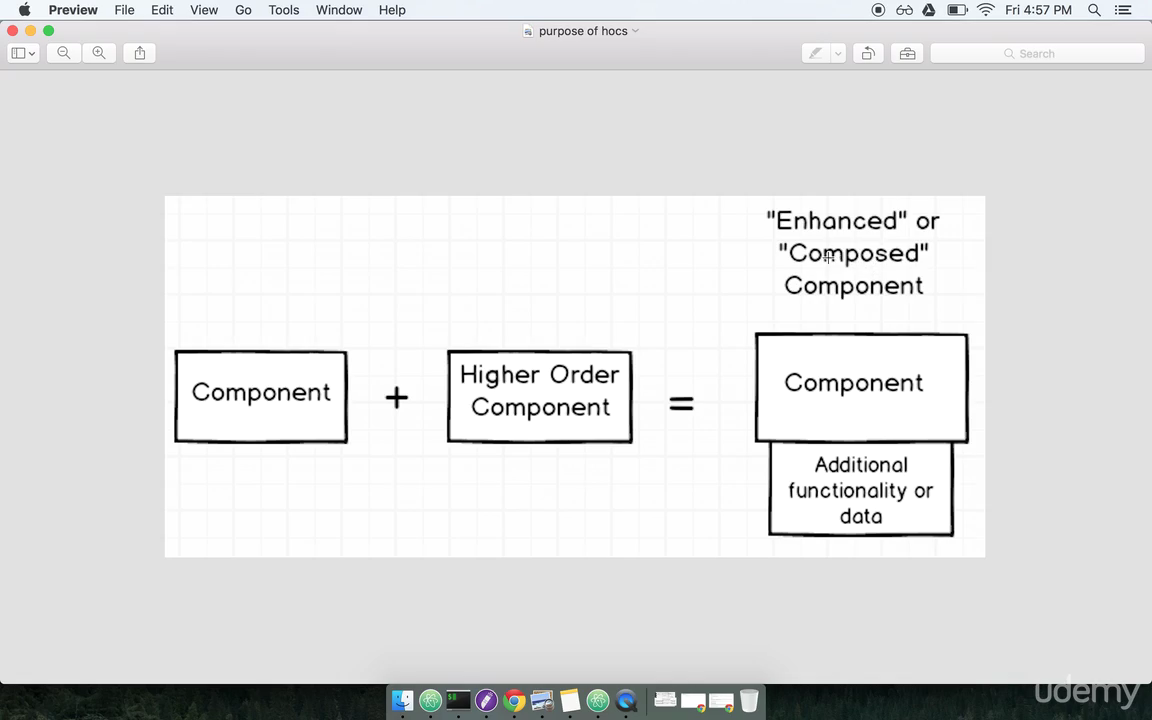 Preview File Edit View Go Tools Window Help Fri 4:57 PM
purpose of hocs
Search
"Enhanced" or
"Composed"
Component
Component
+
Higher Order
Component
=
Component
Additional
functionality or
data
udemy